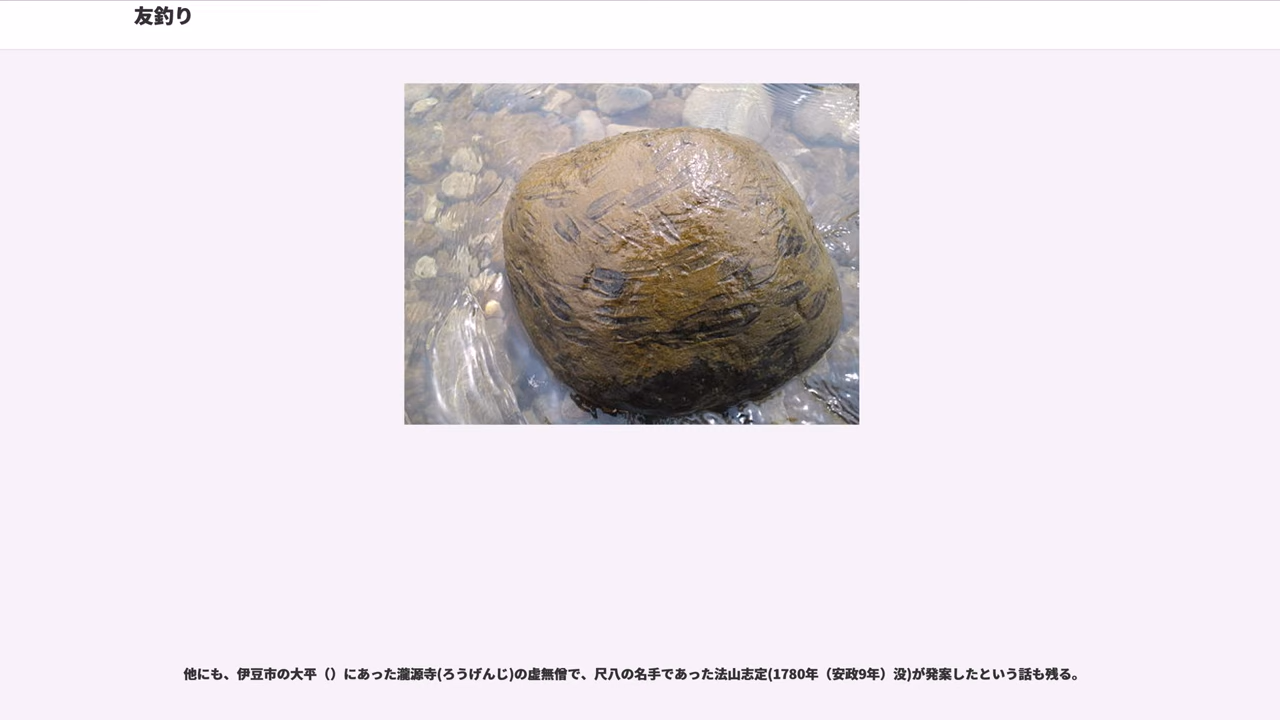 友釣り
他にも、伊豆市の大平（）にあった瀧源寺(ろうげんじ)の虚無僧で、尺八の名手であった法山志定(1780年（安政9年）没)が発案したという話も残る。